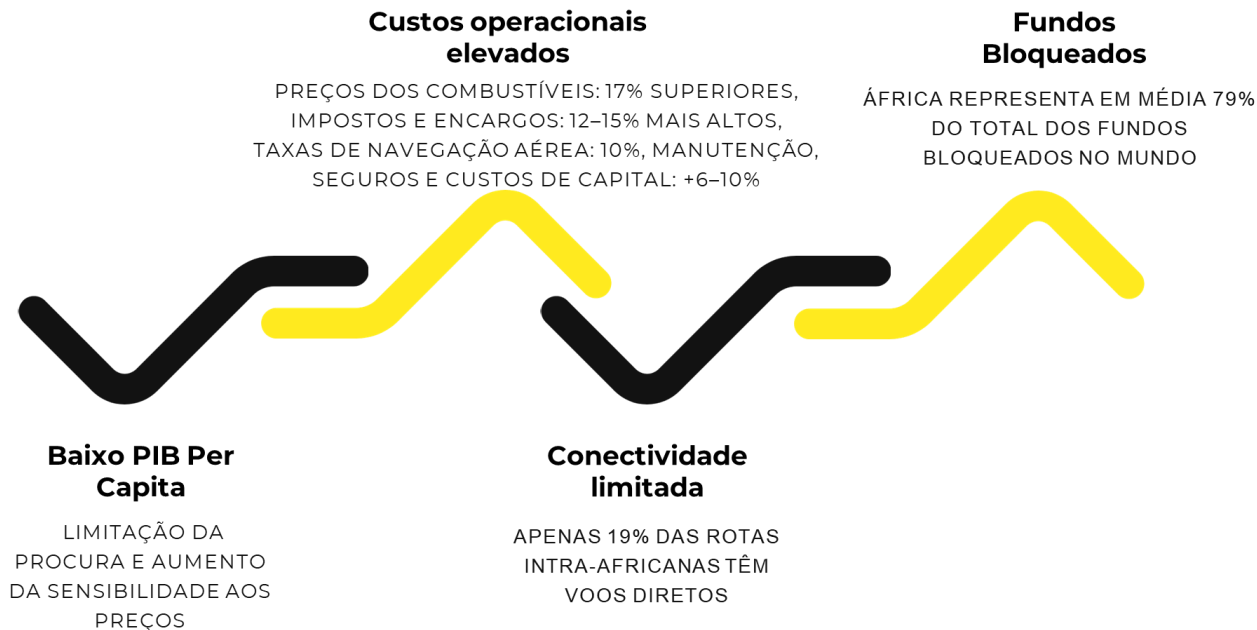 Custos operacionais
elevados
PREÇOS DOS COMBUSTÍVEIS: 17% SUPERIORES,
IMPOSTOS E ENCARGOS: 12–15% MAIS ALTOS,
TAXAS DE NAVEGAÇÃO AÉREA: 10%, MANUTENÇÃO,
SEGUROS E CUSTOS DE CAPITAL: +6–10%
Fundos
Bloqueados
ÁFRICA REPRESENTA EM MÉDIA 79%
DO TOTAL DOS FUNDOS
BLOQUEADOS NO MUNDO
Baixo PIB Per
Capita
LIMITAÇÃO DA
PROCURA E AUMENTO
DA SENSIBILIDADE AOS
PREÇOS
Conectividade
limitada
APENAS 19% DAS ROTAS
INTRA-AFRICANAS TÊM
VOOS DIRETOS